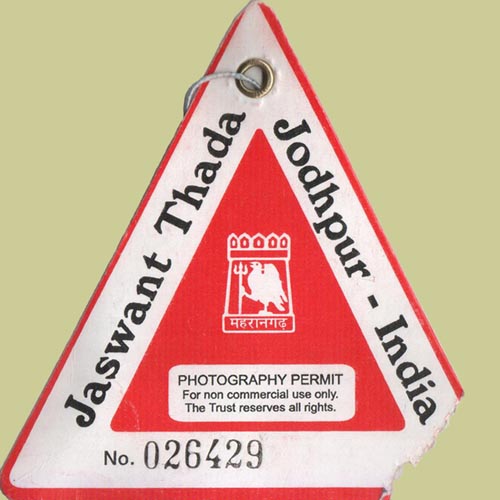 Jaswant Thada
Jodhpur - India
महरानगढ़
PHOTOGRAPHY PERMIT
For non commercial use only.
The Trust reserves all rights.
No. 026429